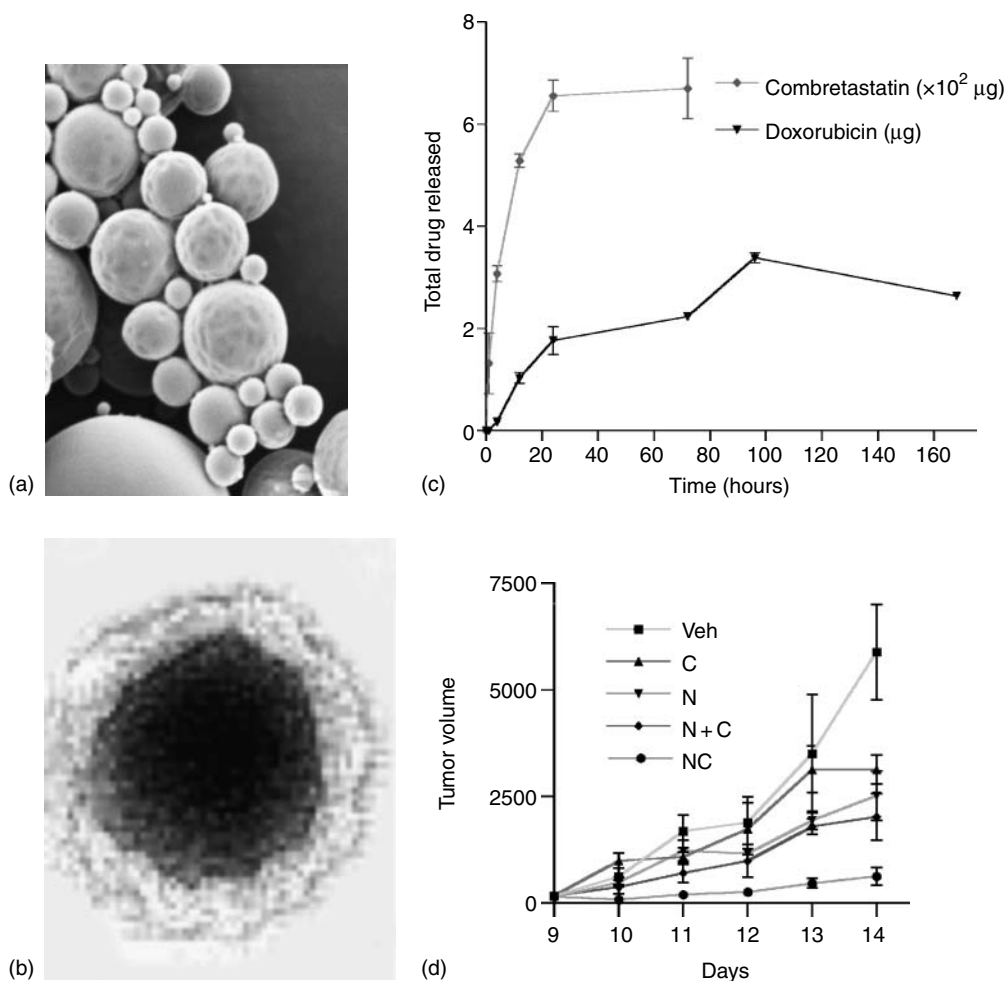 (a)
(c)
8
6
4
2
0
Total drug released
0 20 40 60 80 100 120 140 160
Time (hours)
Combretastatin (×10² μg)
Doxorubicin (μg)
(b)
(d)
7500
5000
2500
0
Tumor volume
9 10 11 12 13 14
Days
Veh
C
N
N + C
NC